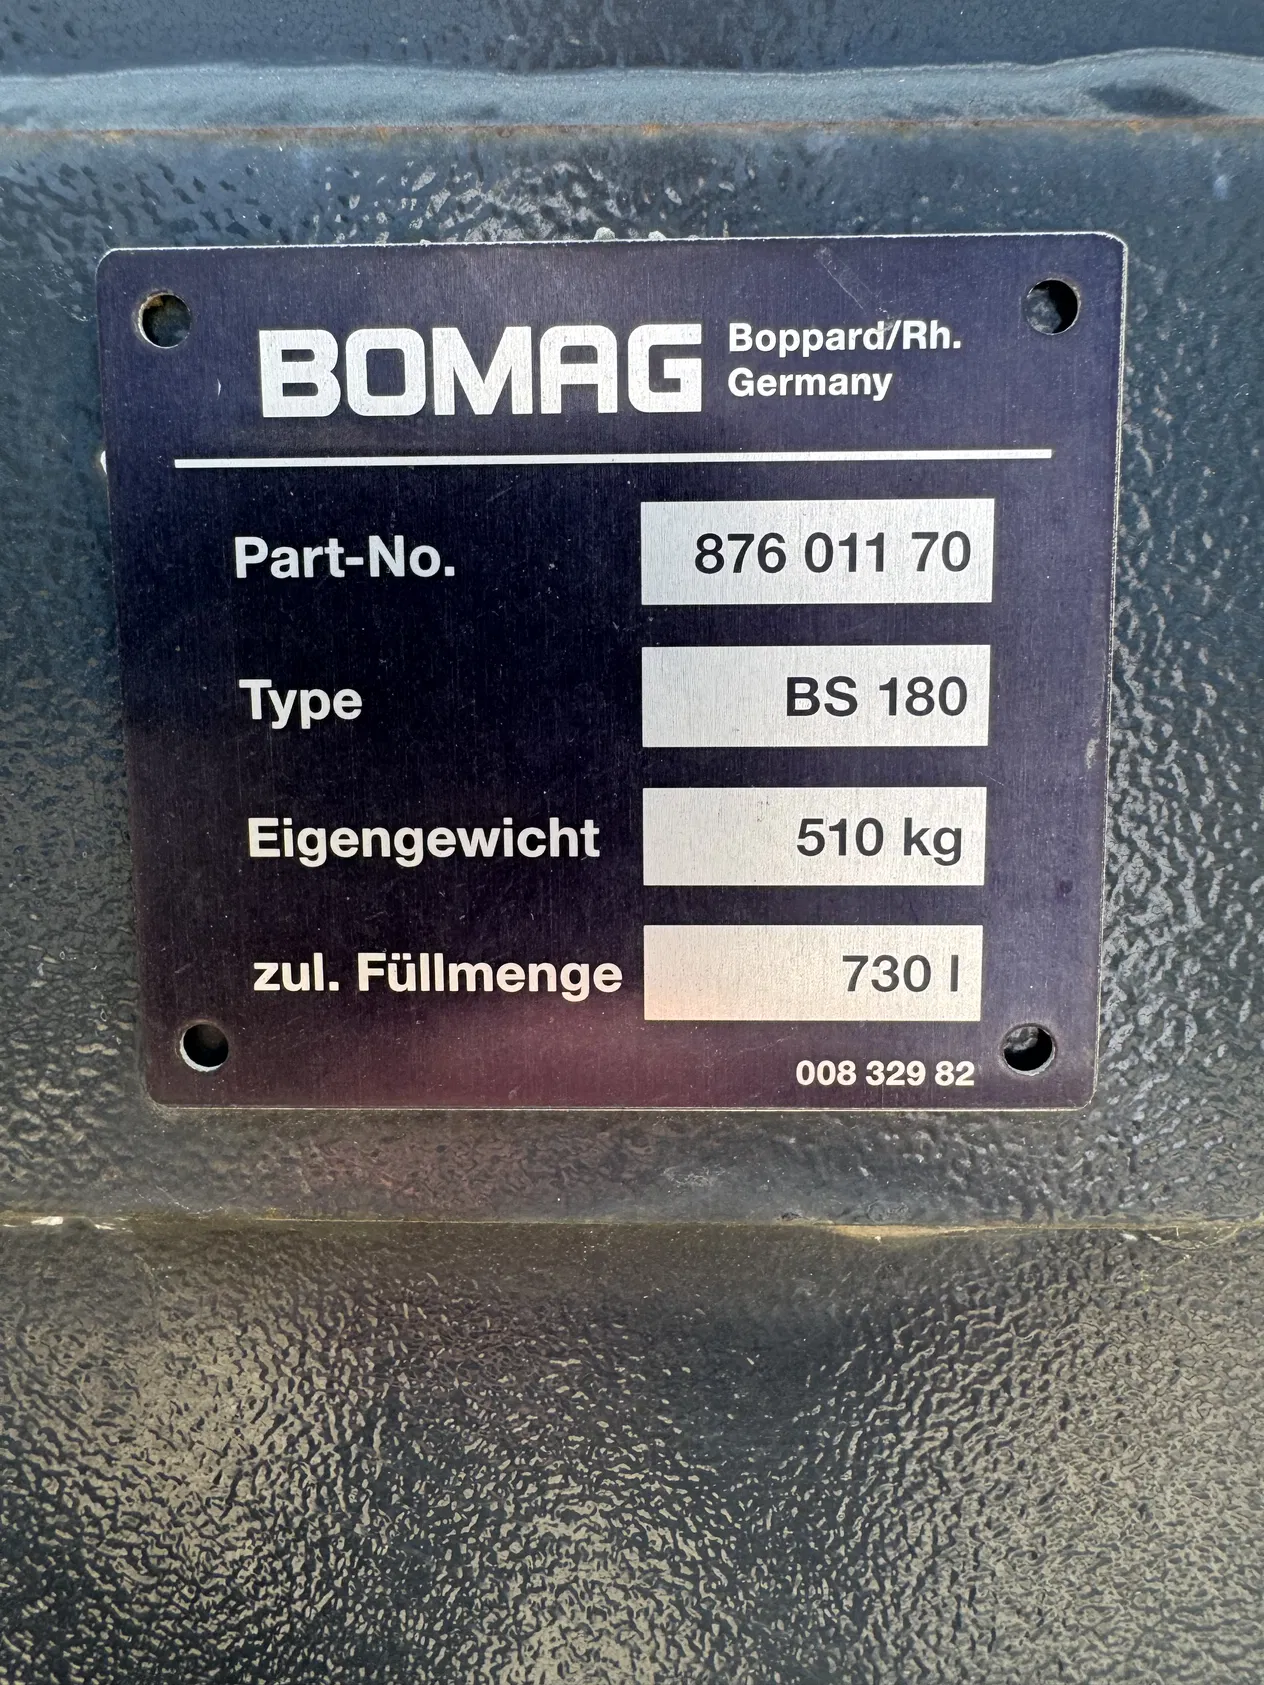 BOMAG Boppard/Rh.
Germany
Part-No. 876 011 70
Type BS 180
Eigengewicht 510 kg
zul. Füllmenge 730 l
008 329 82